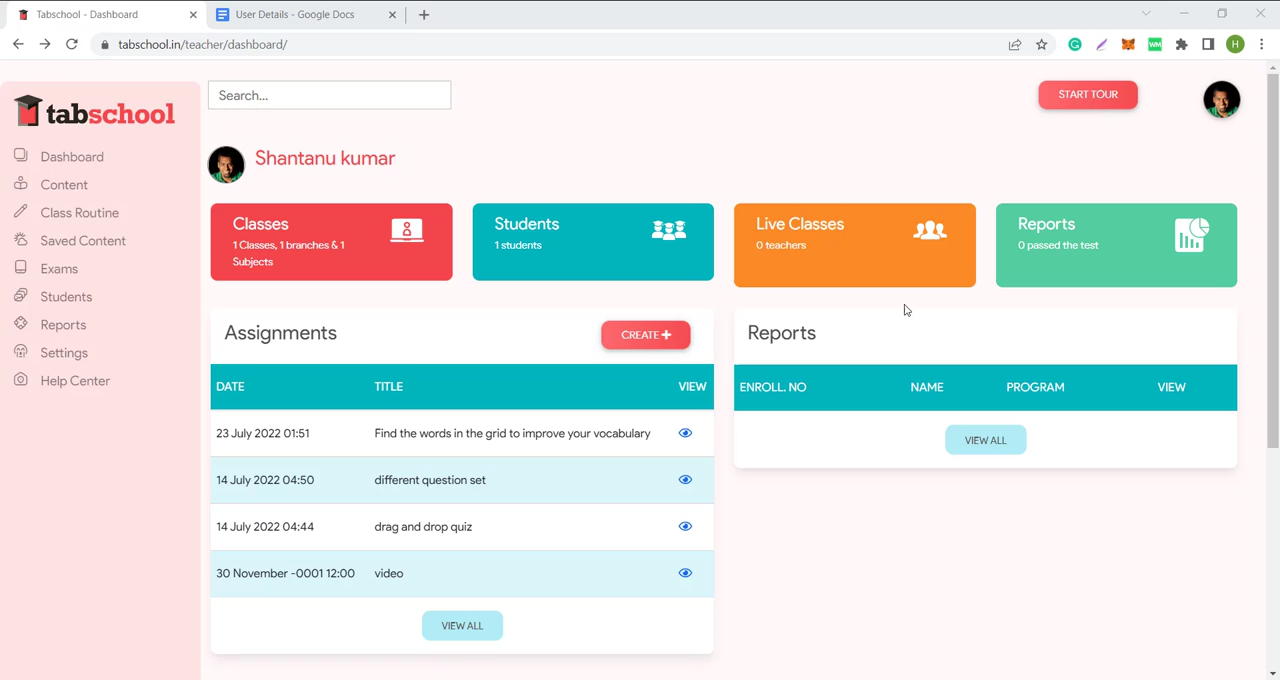 Tabschool - Dashboard
User Details - Google Docs
tabschool.in/teacher/dashboard/
WM
H
tabschool
Search...
START TOUR
Dashboard
Content
Class Routine
Saved Content
Exams
Students
Reports
Settings
Help Center
Shantanu kumar
Classes
1 Classes, 1 branches & 1
Subjects
Students
1 students
Live Classes
0 teachers
Reports
0 passed the test
Assignments
CREATE
DATE TITLE VIEW
23 July 2022 01:51 Find the words in the grid to improve your vocabulary
14 July 2022 04:50 different question set
14 July 2022 04:44 drag and drop quiz
30 November -0001 12:00 video
VIEW ALL
Reports
ENROLL. NO NAME PROGRAM VIEW
VIEW ALL